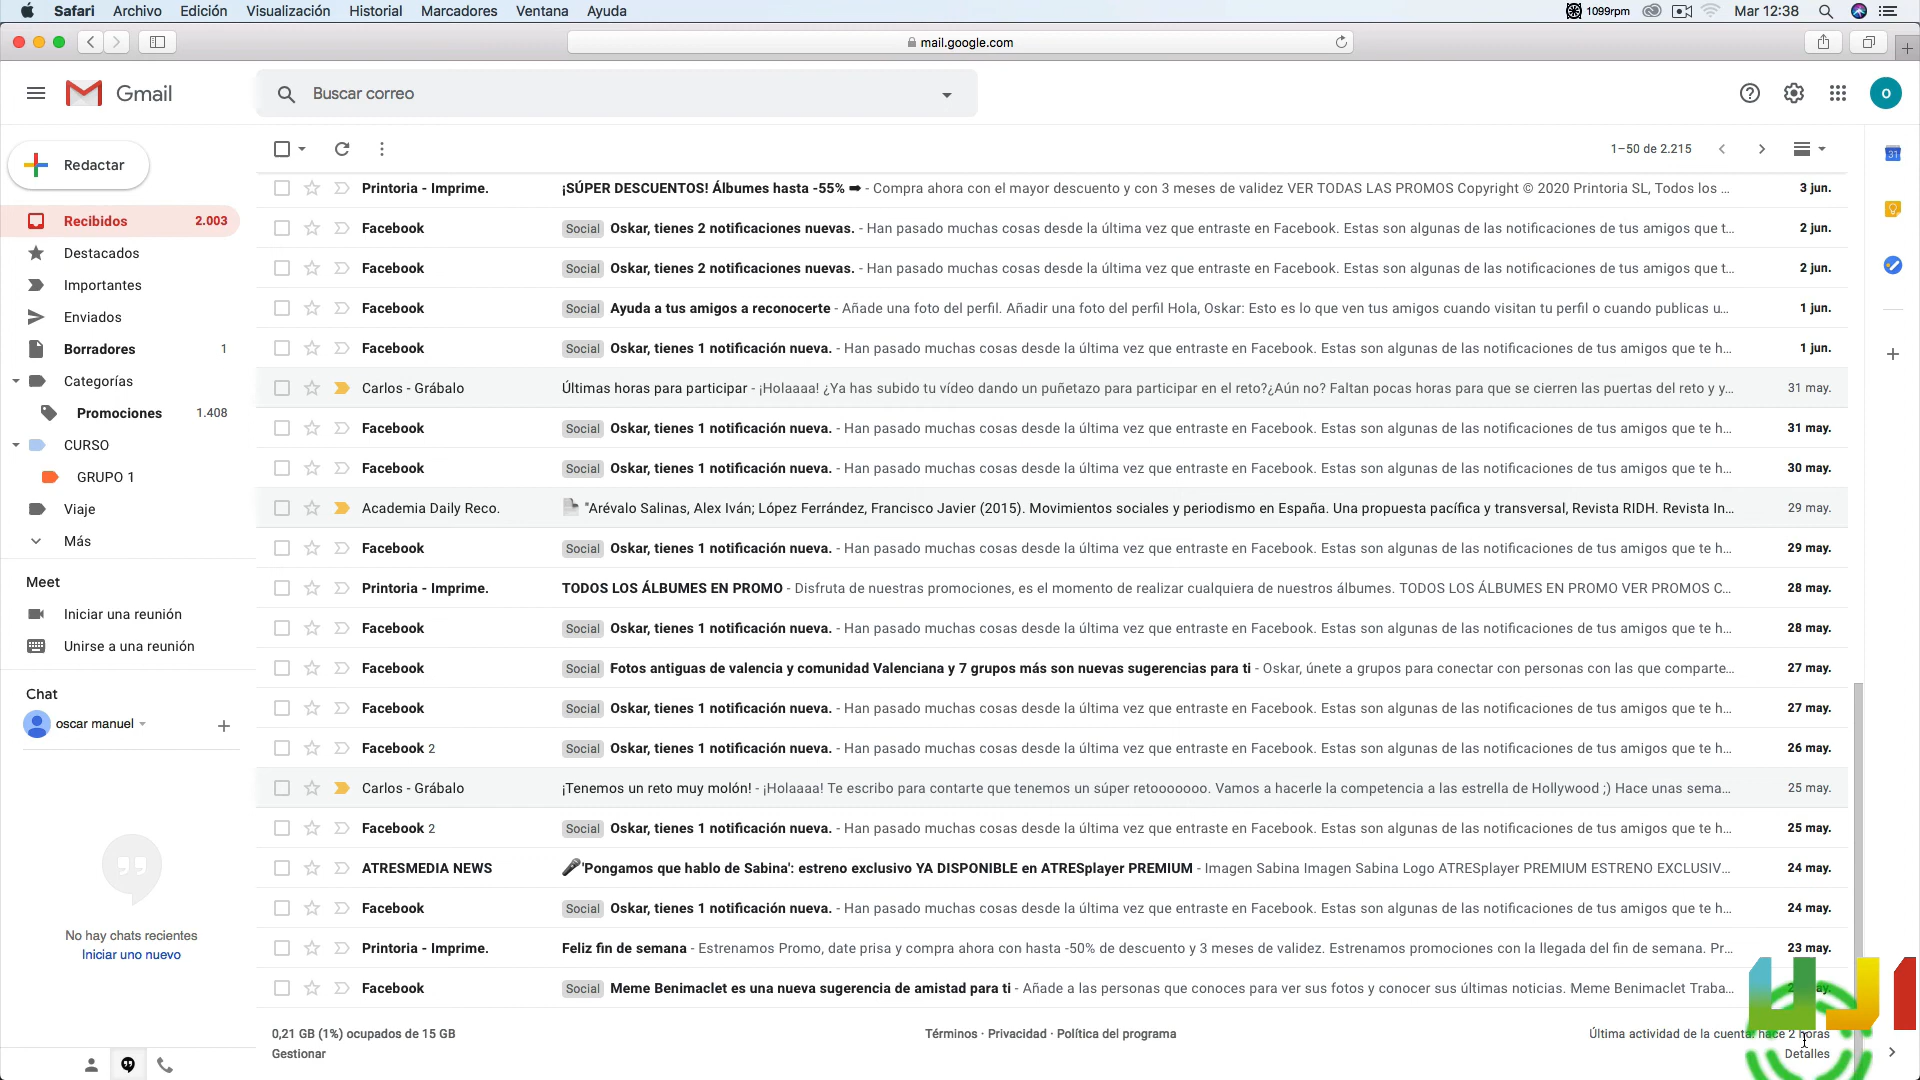 Safari Archivo Edición Visualización Historial Marcadores Ventana Ayuda 1099rpm Mar 12:38
mail.google.com
Gmail Buscar correo o
1–50 de 2.215
Redactar
Recibidos 2.003
Destacados
Importantes
Enviados
Borradores 1
Categorías
Promociones 1.408
CURSO
GRUPO 1
Viaje
Más
Meet
Iniciar una reunión
Unirse a una reunión
Chat
oscar manuel
No hay chats recientes
Iniciar uno nuevo
Printoria - Imprime. ¡SÚPER DESCUENTOS! Álbumes hasta -55% ➡ - Compra ahora con el mayor descuento y con 3 meses de validez VER TODAS LAS PROMOS Copyright © 2020 Printoria SL, Todos los ... 3 jun.
Facebook Social Oskar, tienes 2 notificaciones nuevas. - Han pasado muchas cosas desde la última vez que entraste en Facebook. Estas son algunas de las notificaciones de tus amigos que t... 2 jun.
Facebook Social Oskar, tienes 2 notificaciones nuevas. - Han pasado muchas cosas desde la última vez que entraste en Facebook. Estas son algunas de las notificaciones de tus amigos que t... 2 jun.
Facebook Social Ayuda a tus amigos a reconocerte - Añade una foto del perfil. Añadir una foto del perfil Hola, Oskar: Esto es lo que ven tus amigos cuando visitan tu perfil o cuando publicas u... 1 jun.
Facebook Social Oskar, tienes 1 notificación nueva. - Han pasado muchas cosas desde la última vez que entraste en Facebook. Estas son algunas de las notificaciones de tus amigos que te h... 1 jun.
Carlos - Grábalo Últimas horas para participar - ¡Holaaaa! ¿Ya has subido tu vídeo dando un puñetazo para participar en el reto?¿Aún no? Faltan pocas horas para que se cierren las puertas del reto y y... 31 may.
Facebook Social Oskar, tienes 1 notificación nueva. - Han pasado muchas cosas desde la última vez que entraste en Facebook. Estas son algunas de las notificaciones de tus amigos que te h... 31 may.
Facebook Social Oskar, tienes 1 notificación nueva. - Han pasado muchas cosas desde la última vez que entraste en Facebook. Estas son algunas de las notificaciones de tus amigos que te h... 30 may.
Academia Daily Reco. "Arévalo Salinas, Alex Iván; López Ferrández, Francisco Javier (2015). Movimientos sociales y periodismo en España. Una propuesta pacífica y transversal, Revista RIDH. Revista In... 29 may.
Facebook Social Oskar, tienes 1 notificación nueva. - Han pasado muchas cosas desde la última vez que entraste en Facebook. Estas son algunas de las notificaciones de tus amigos que te h... 29 may.
Printoria - Imprime. TODOS LOS ÁLBUMES EN PROMO - Disfruta de nuestras promociones, es el momento de realizar cualquiera de nuestros álbumes. TODOS LOS ÁLBUMES EN PROMO VER PROMOS C... 28 may.
Facebook Social Oskar, tienes 1 notificación nueva. - Han pasado muchas cosas desde la última vez que entraste en Facebook. Estas son algunas de las notificaciones de tus amigos que te h... 28 may.
Facebook Social Fotos antiguas de valencia y comunidad Valenciana y 7 grupos más son nuevas sugerencias para ti - Oskar, únete a grupos para conectar con personas con las que comparte... 27 may.
Facebook Social Oskar, tienes 1 notificación nueva. - Han pasado muchas cosas desde la última vez que entraste en Facebook. Estas son algunas de las notificaciones de tus amigos que te h... 27 may.
Facebook 2 Social Oskar, tienes 1 notificación nueva. - Han pasado muchas cosas desde la última vez que entraste en Facebook. Estas son algunas de las notificaciones de tus amigos que te h... 26 may.
Carlos - Grábalo ¡Tenemos un reto muy molón! - ¡Holaaaa! Te escribo para contarte que tenemos un súper retooooooo. Vamos a hacerle la competencia a las estrella de Hollywood ;) Hace unas sema... 25 may.
Facebook 2 Social Oskar, tienes 1 notificación nueva. - Han pasado muchas cosas desde la última vez que entraste en Facebook. Estas son algunas de las notificaciones de tus amigos que te h... 25 may.
ATRESMEDIA NEWS 🎤'Pongamos que hablo de Sabina': estreno exclusivo YA DISPONIBLE en ATRESplayer PREMIUM - Imagen Sabina Imagen Sabina Logo ATRESplayer PREMIUM ESTRENO EXCLUSIV... 24 may.
Facebook Social Oskar, tienes 1 notificación nueva. - Han pasado muchas cosas desde la última vez que entraste en Facebook. Estas son algunas de las notificaciones de tus amigos que te h... 24 may.
Printoria - Imprime. Feliz fin de semana - Estrenamos Promo, date prisa y compra ahora con hasta -50% de descuento y 3 meses de validez. Estrenamos promociones con la llegada del fin de semana. Pr... 23 may.
Facebook Social Meme Benimaclet es una nueva sugerencia de amistad para ti - Añade a las personas que conoces para ver sus fotos y conocer sus últimas noticias. Meme Benimaclet Traba...
0,21 GB (1%) ocupados de 15 GB
Gestionar
Términos · Privacidad · Política del programa
Última actividad de la cuenta: hace 2 horas
Detalles
UJI